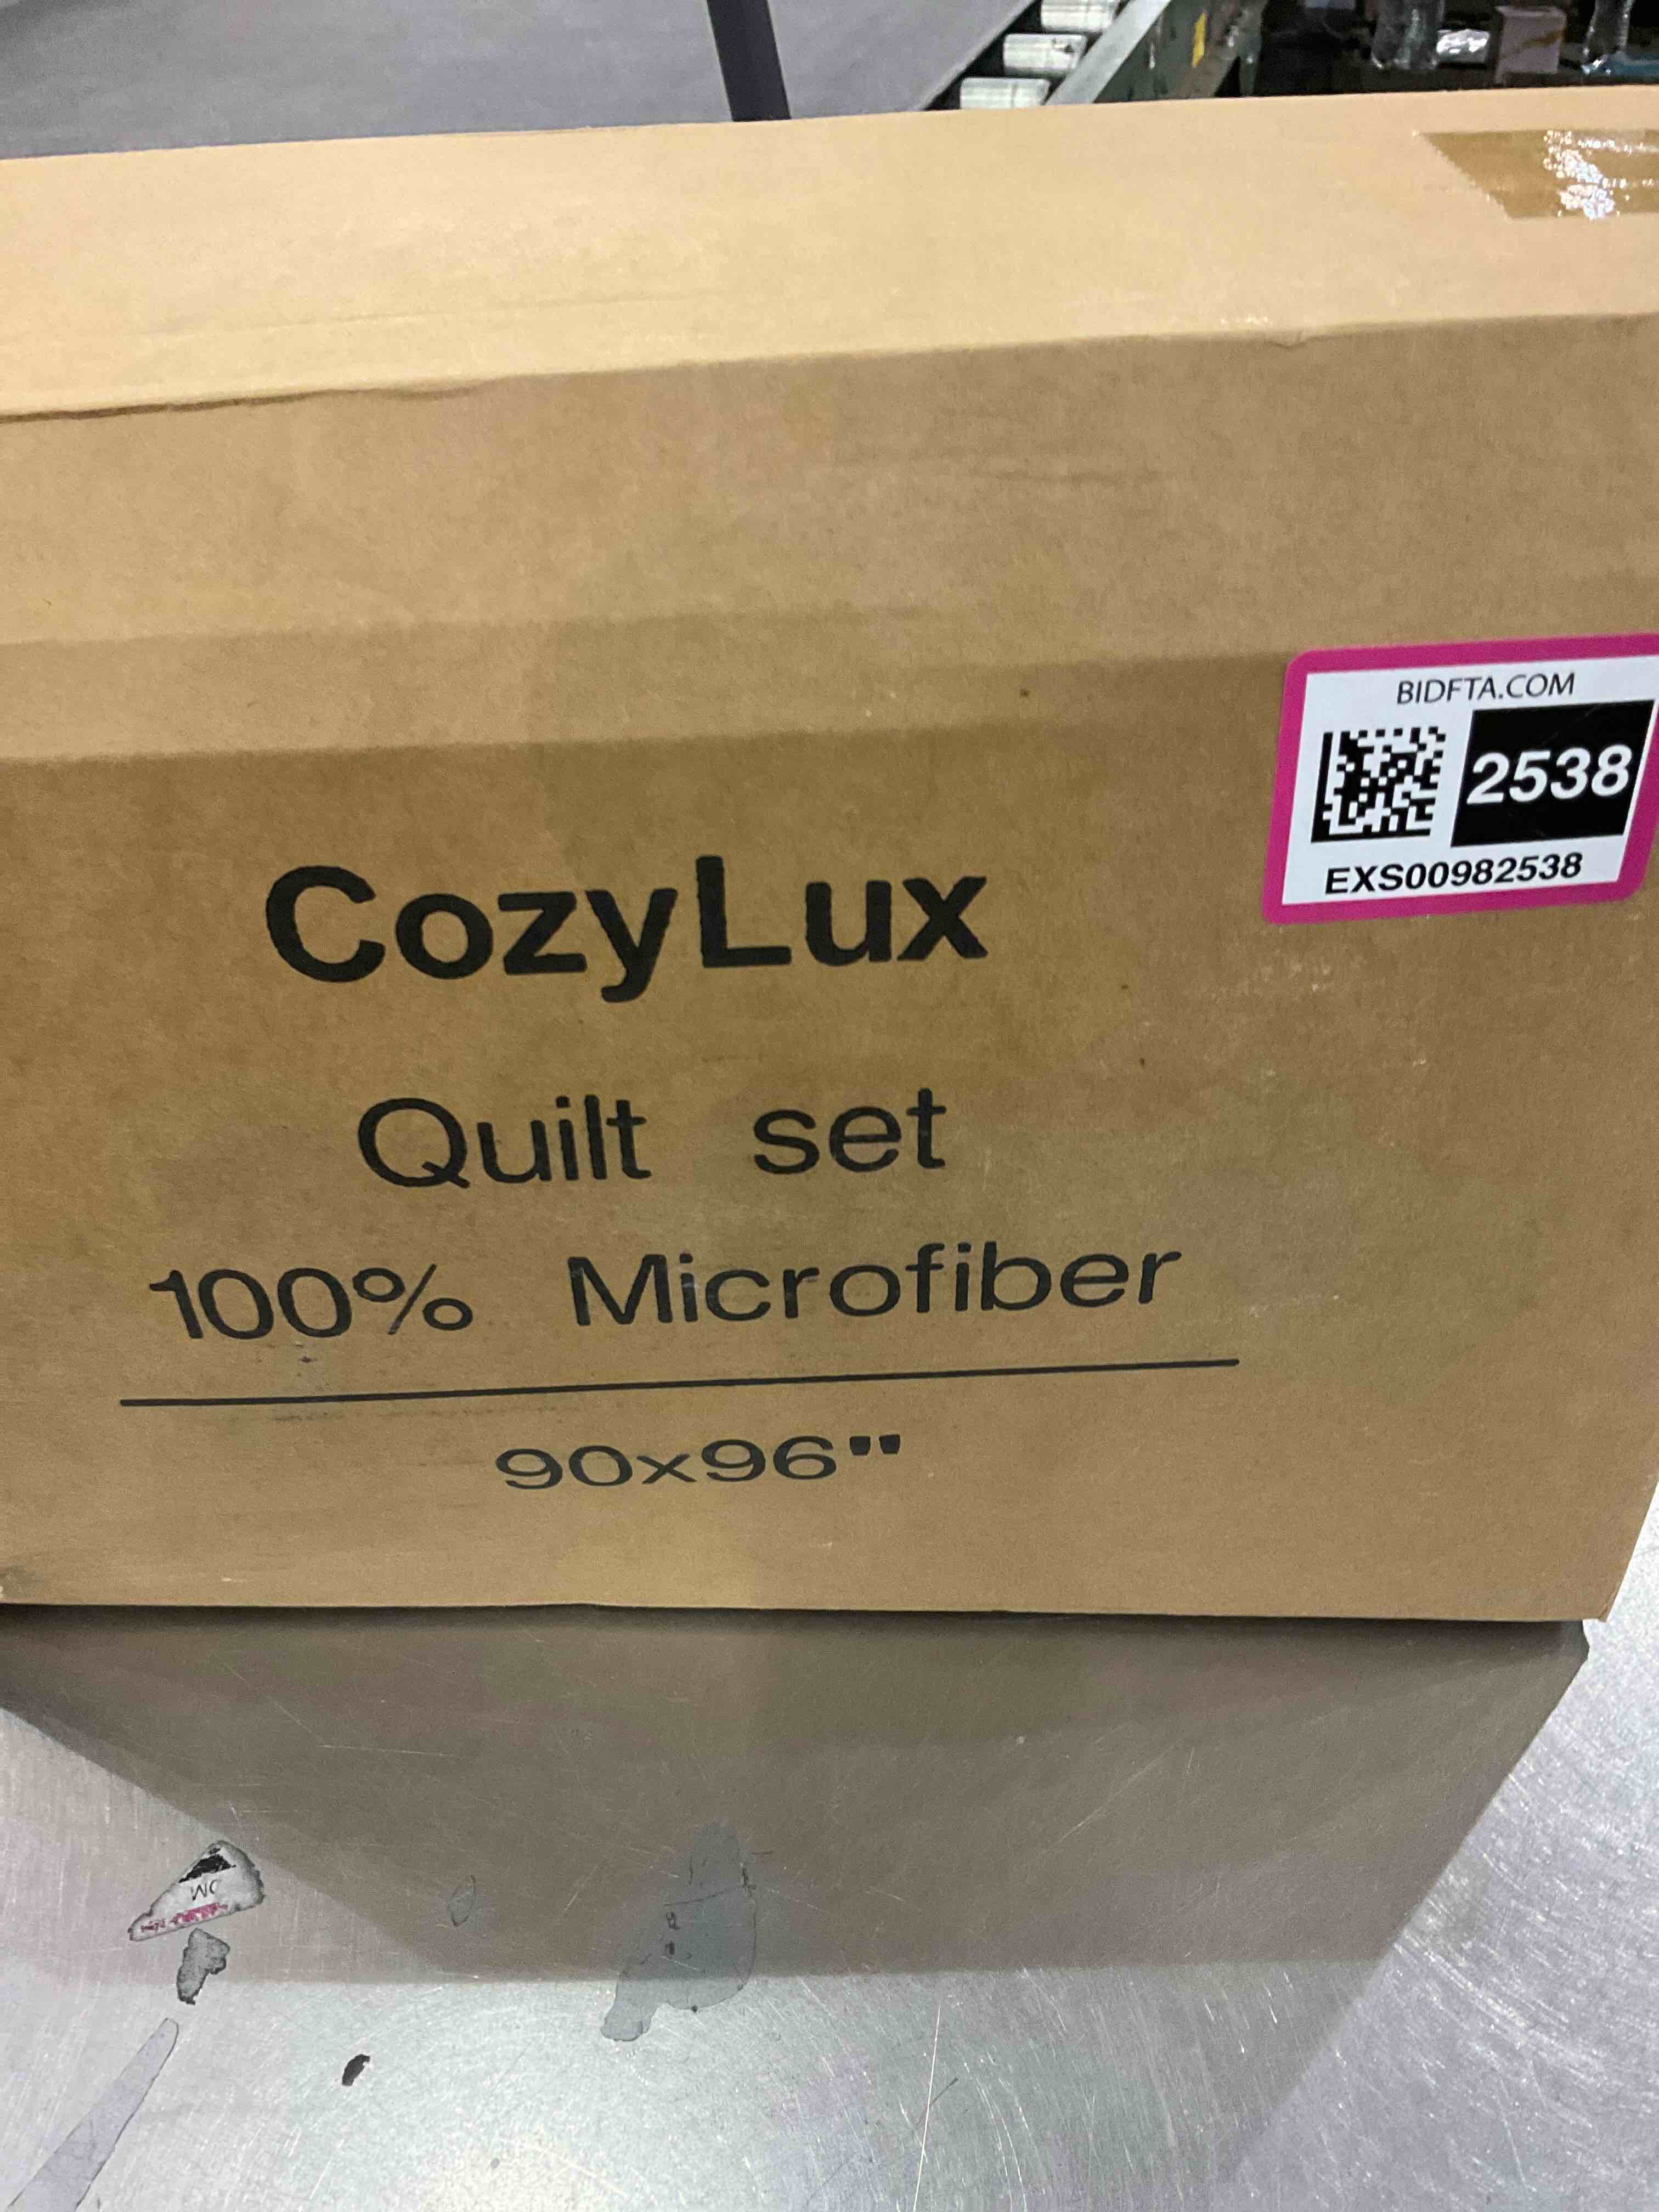 BIDFTA.COM
2538
EXS00982538
CozyLux
Quilt set
100% Microfiber
90x96"